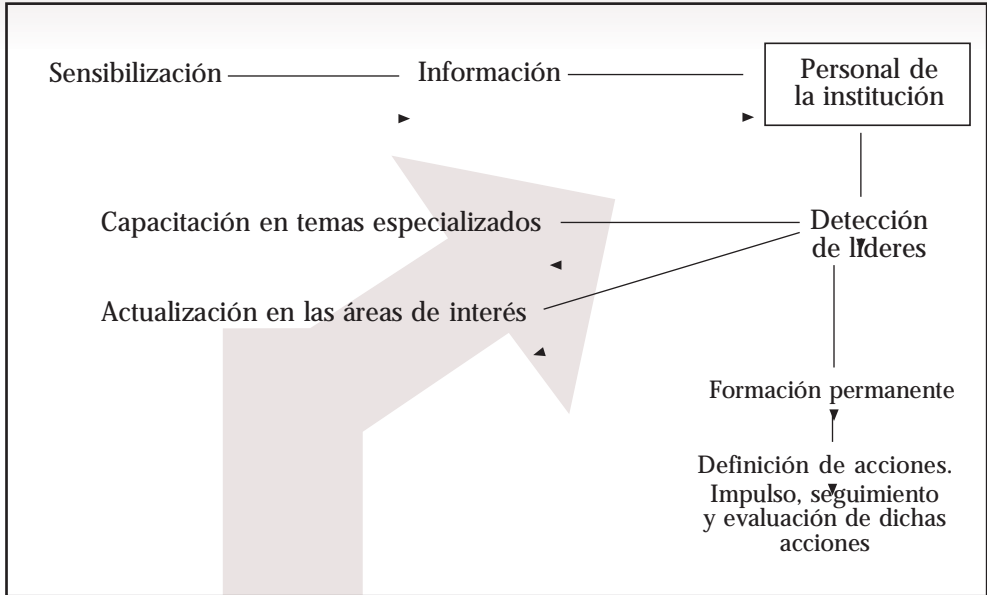 Sensibilización
Información
Personal de
la institución
Capacitación en temas especializados
Detección
de líderes
Actualización en las áreas de interés
Formación permanente
Definición de acciones.
Impulso, seguimiento
y evaluación de dichas
acciones